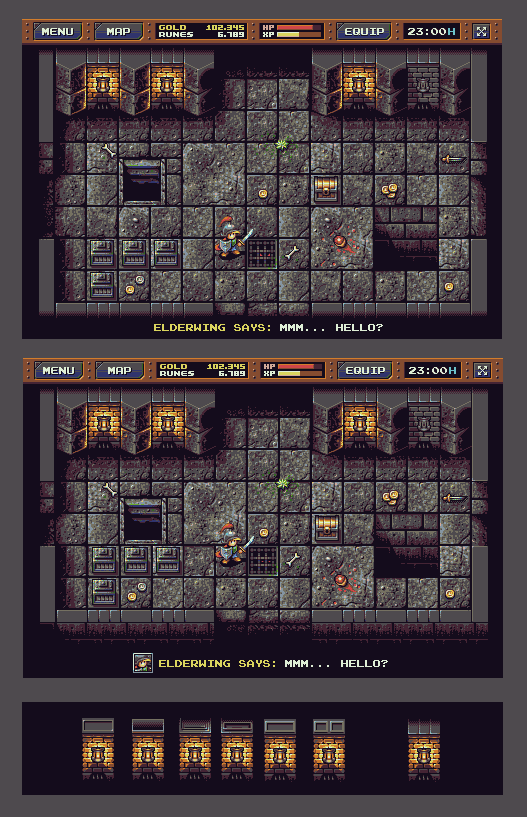 MENU MAP GOLD 102.345 HP EQUIP 23:00H
RUNES 6.789 XP
ELDERWING SAYS: MMM... HELLO?
MENU MAP GOLD 102.345 HP EQUIP 23:00H
RUNES 6.789 XP
ELDERWING SAYS: MMM... HELLO?